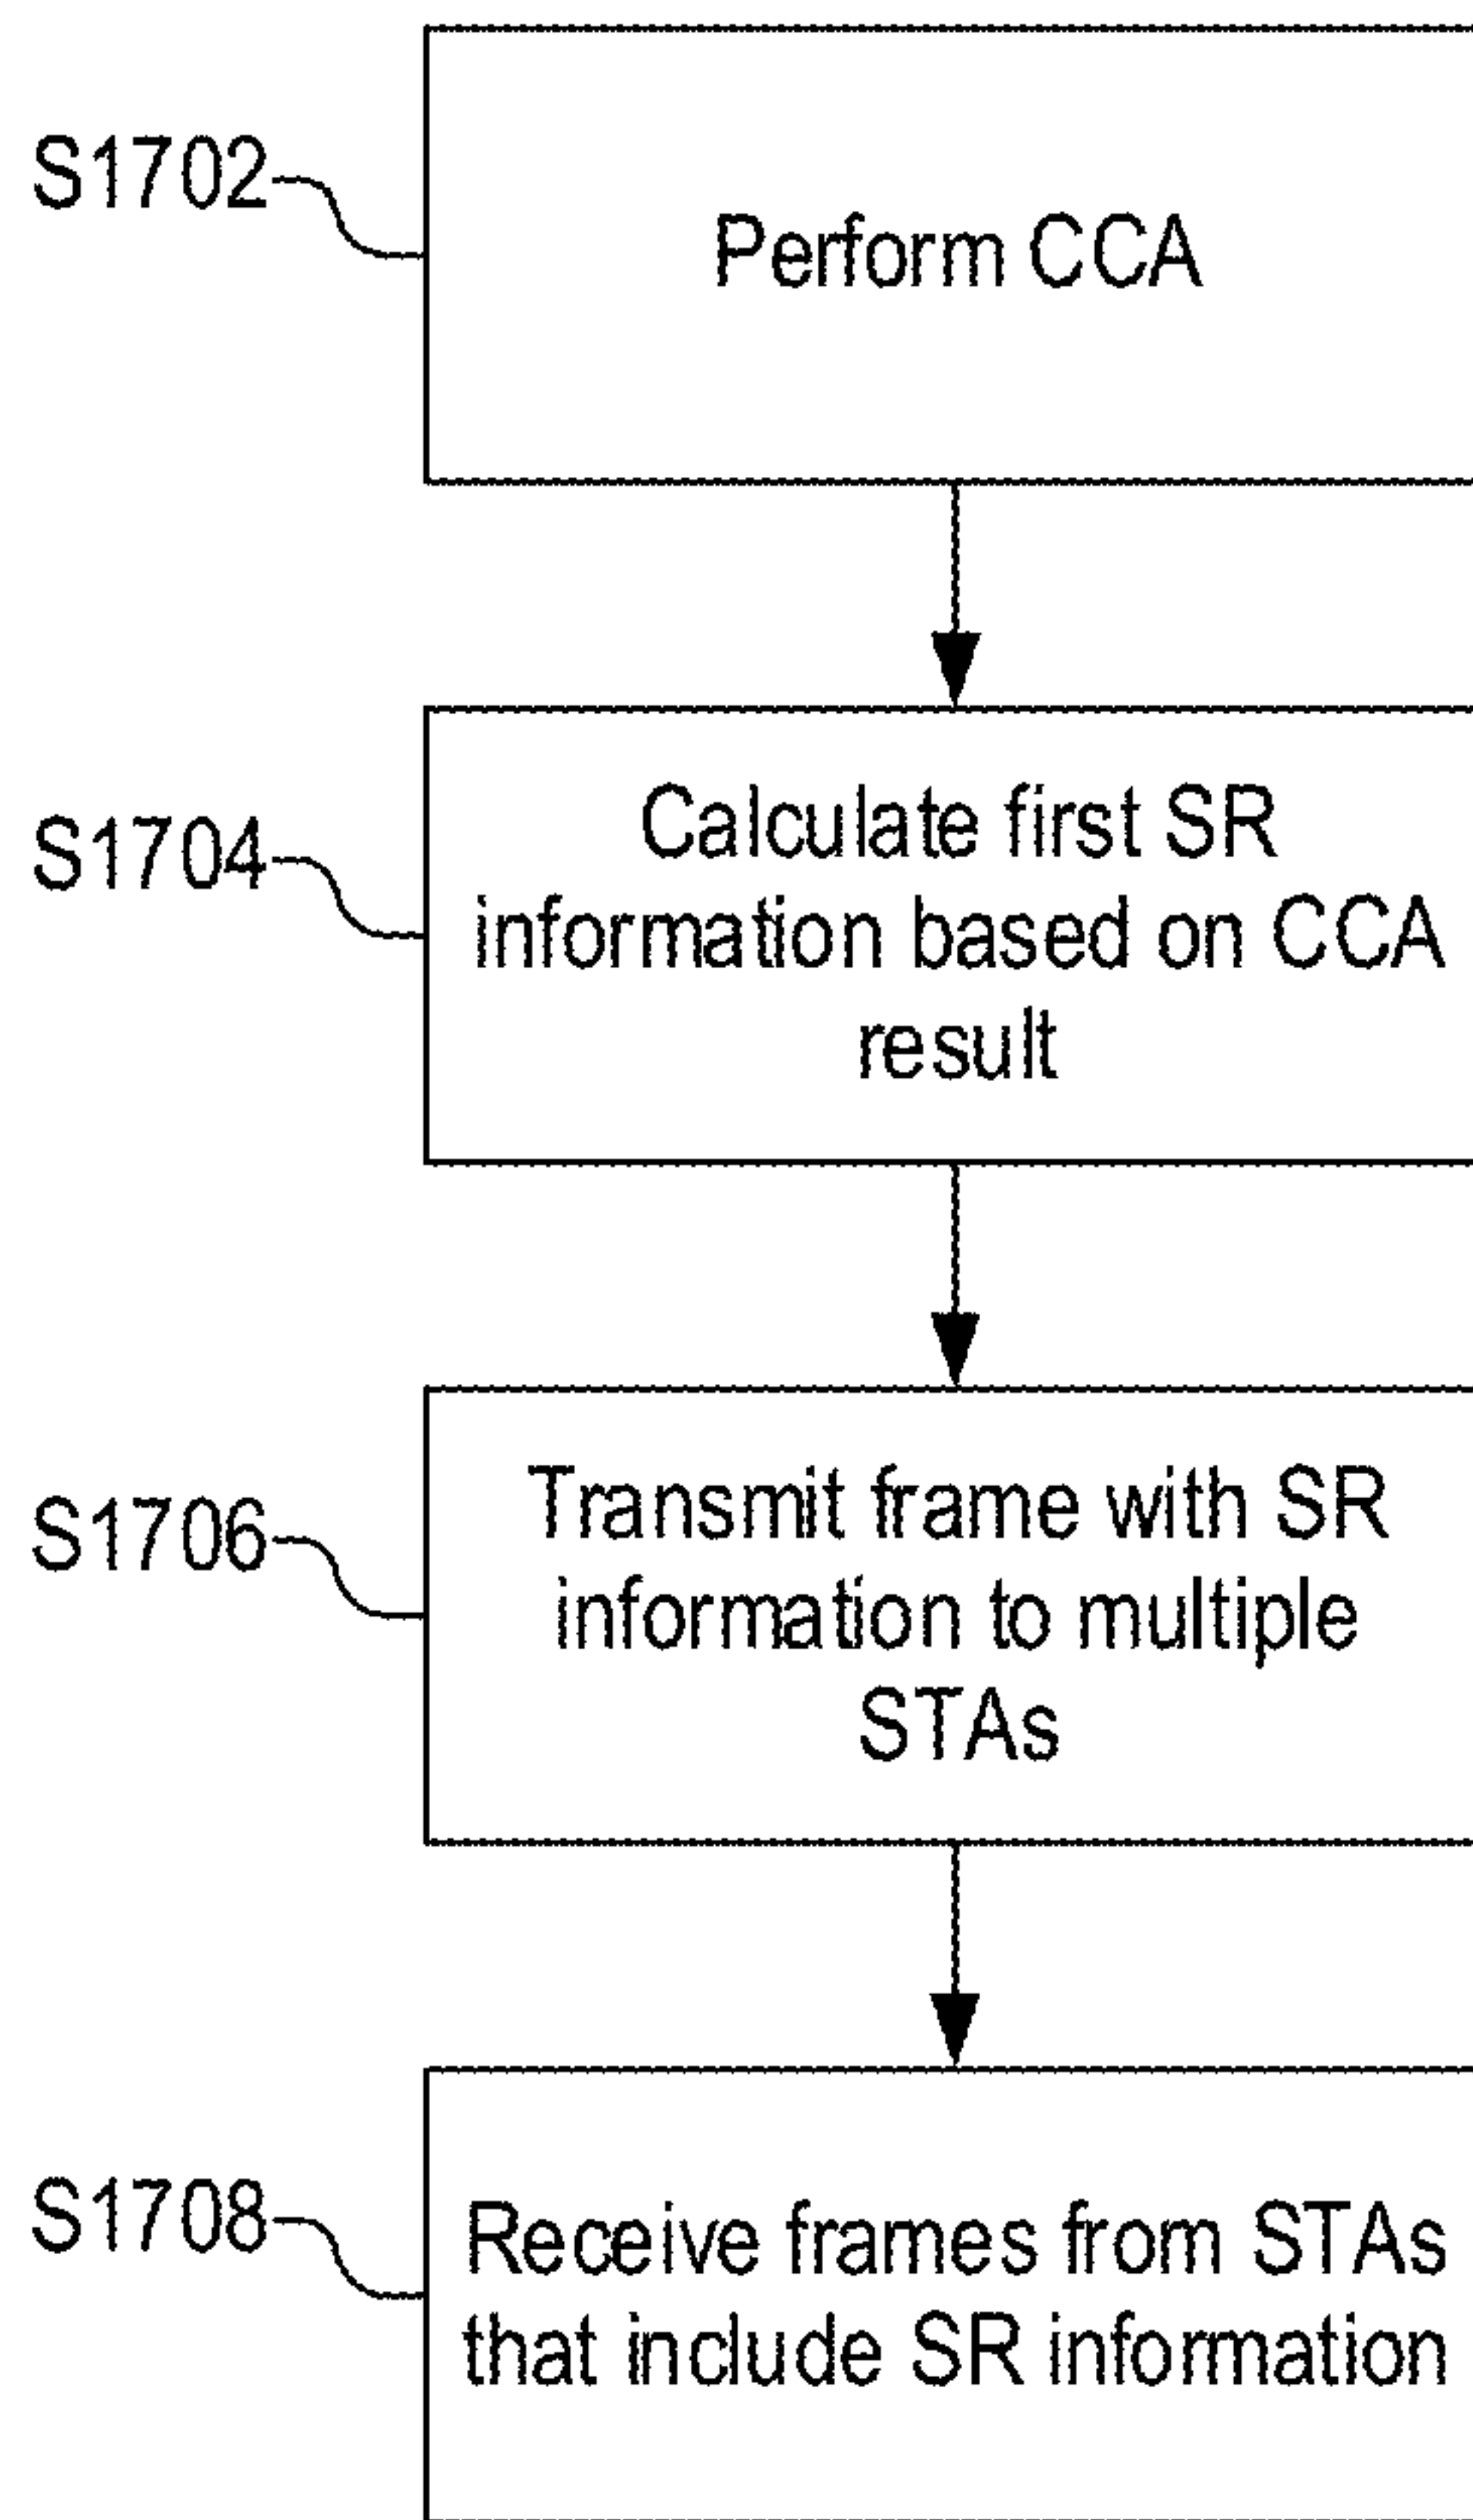 S1702
Perform CCA
S1704
Calculate first SR
information based on CCA
result
S1706
Transmit frame with SR
information to multiple
STAs
S1708
Receive frames from STAs
that include SR information